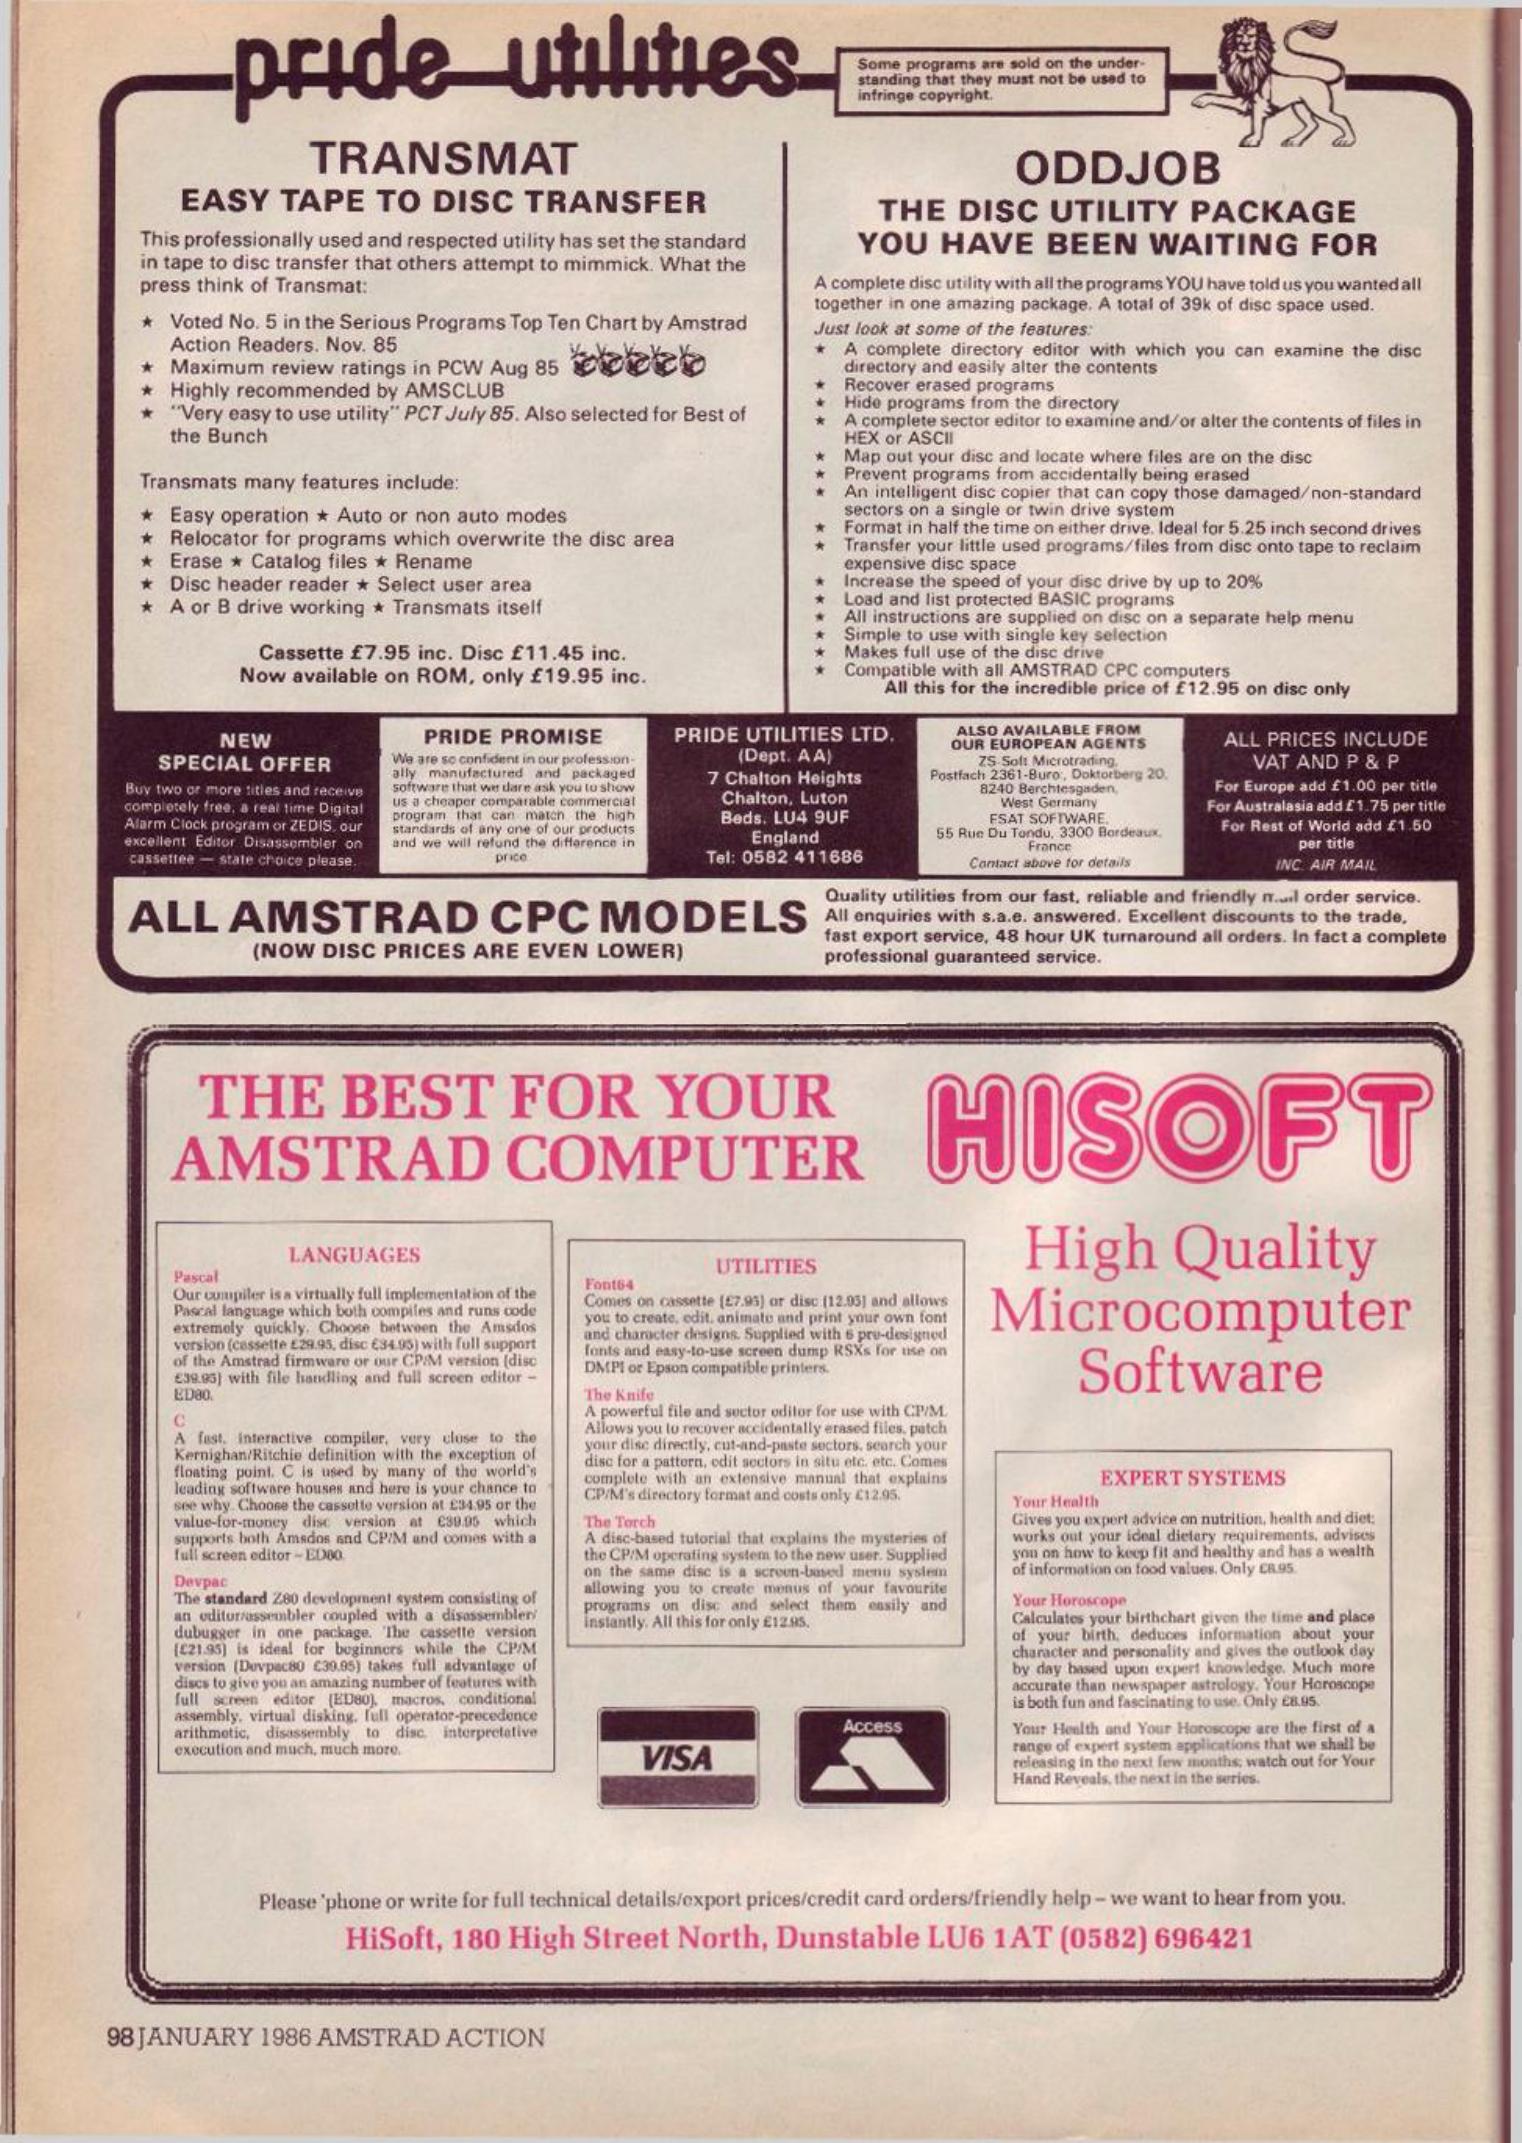 pride utilities
Some programs are sold on the under-
standing that they must not be used to
infringe copyright.
TRANSMAT
EASY TAPE TO DISC TRANSFER
This professionally used and respected utility has set the standard
in tape to disc transfer that others attempt to mimmick. What the
press think of Transmat:
★ Voted No. 5 in the Serious Programs Top Ten Chart by Amstrad
Action Readers. Nov. 85
★ Maximum review ratings in PCW Aug 85
★ Highly recommended by AMSCLUB
★ "Very easy to use utility" PCT July 85. Also selected for Best of
the Bunch
Transmats many features include:
★ Easy operation ★ Auto or non auto modes
★ Relocator for programs which overwrite the disc area
★ Erase ★ Catalog files ★ Rename
★ Disc header reader ★ Select user area
★ A or B drive working ★ Transmats itself
Cassette £7.95 inc. Disc £11.45 inc.
Now available on ROM, only £19.95 inc.
ODDJOB
THE DISC UTILITY PACKAGE
YOU HAVE BEEN WAITING FOR
A complete disc utility with all the programs YOU have told us you wanted all
together in one amazing package. A total of 39k of disc space used.
Just look at some of the features:
★ A complete directory editor with which you can examine the disc
directory and easily alter the contents
★ Recover erased programs
★ Hide programs from the directory
★ A complete sector editor to examine and/or alter the contents of files in
HEX or ASCII
★ Map out your disc and locate where files are on the disc
★ Prevent programs from accidentally being erased
★ An intelligent disc copier that can copy those damaged/non-standard
sectors on a single or twin drive system
★ Format in half the time on either drive. Ideal for 5.25 inch second drives
★ Transfer your little used programs/files from disc onto tape to reclaim
expensive disc space
★ Increase the speed of your disc drive by up to 20%
★ Load and list protected BASIC programs
★ All instructions are supplied on disc on a separate help menu
★ Simple to use with single key selection
★ Makes full use of the disc drive
★ Compatible with all AMSTRAD CPC computers
All this for the incredible price of £12.95 on disc only
NEW
SPECIAL OFFER
Buy two or more titles and receive
completely free, a real time Digital
Alarm Clock program or ZEDIS, our
excellent Editor Disassembler on
cassettee — state choice please.
PRIDE PROMISE
We are so confident in our profession-
ally manufactured and packaged
software that we dare ask you to show
us a cheaper comparable commercial
program that can match the high
standards of any one of our products
and we will refund the difference in
price.
PRIDE UTILITIES LTD.
(Dept. AA)
7 Chalton Heights
Chalton, Luton
Beds. LU4 9UF
England
Tel: 0582 411686
ALSO AVAILABLE FROM
OUR EUROPEAN AGENTS
ZS-Soft Microtrading,
Postfach 2361-Buro:, Doktorberg 20,
8240 Berchtesgaden,
West Germany
ESAT SOFTWARE,
55 Rue Du Tondu, 3300 Bordeaux,
France
Contact above for details
ALL PRICES INCLUDE
VAT AND P & P
For Europe add £1.00 per title
For Australasia add £1.75 per title
For Rest of World add £1.50
per title
INC. AIR MAIL
ALL AMSTRAD CPC MODELS
(NOW DISC PRICES ARE EVEN LOWER)
Quality utilities from our fast, reliable and friendly order service.
All enquiries with s.a.e. answered. Excellent discounts to the trade,
fast export service, 48 hour UK turnaround all orders. In fact a complete
professional guaranteed service.
THE BEST FOR YOUR
AMSTRAD COMPUTER
HISOFT
High Quality
Microcomputer
Software
LANGUAGES
Pascal
Our compiler is a virtually full implementation of the
Pascal language which both compiles and runs code
extremely quickly. Choose between the Amsdos
version (cassette £29.95, disc £34.95) with full support
of the Amstrad firmware or our CP/M version (disc
£39.95) with file handling and full screen editor –
ED80.
C
A fast, interactive compiler, very close to the
Kernighan/Ritchie definition with the exception of
floating point. C is used by many of the world's
leading software houses and here is your chance to
see why. Choose the cassette version at £34.95 or the
value-for-money disc version at £39.95 which
supports both Amsdos and CP/M and comes with a
full screen editor – ED80.
Devpac
The standard Z80 development system consisting of
an editor/assembler coupled with a disassembler/
dubugger in one package. The cassette version
(£21.95) is ideal for beginners while the CP/M
version (Devpac80 £39.95) takes full advantage of
discs to give you an amazing number of features with
full screen editor (ED80), macros, conditional
assembly, virtual disking, full operator-precedence
arithmetic, disassembly to disc, interpretative
execution and much, much more.
UTILITIES
Font64
Comes on cassette (£7.95) or disc (12.95) and allows
you to create, edit, animate and print your own font
and character designs. Supplied with 6 pre-designed
fonts and easy-to-use screen dump RSXs for use on
DMPI or Epson compatible printers.
The Knife
A powerful file and sector editor for use with CP/M.
Allows you to recover accidentally erased files, patch
your disc directly, cut-and-paste sectors, search your
disc for a pattern, edit sectors in situ etc. etc. Comes
complete with an extensive manual that explains
CP/M's directory format and costs only £12.95.
The Torch
A disc-based tutorial that explains the mysteries of
the CP/M operating system to the new user. Supplied
on the same disc is a screen-based menu system
allowing you to create menus of your favourite
programs on disc and select them easily and
instantly. All this for only £12.95.
EXPERT SYSTEMS
Your Health
Gives you expert advice on nutrition, health and diet;
works out your ideal dietary requirements, advises
you on how to keep fit and healthy and has a wealth
of information on food values. Only £8.95.
Your Horoscope
Calculates your birthchart given the time and place
of your birth, deduces information about your
character and personality and gives the outlook day
by day based upon expert knowledge. Much more
accurate than newspaper astrology. Your Horoscope
is both fun and fascinating to use. Only £8.95.
Your Health and Your Horoscope are the first of a
range of expert system applications that we shall be
releasing in the next few months; watch out for Your
Hand Reveals, the next in the series.
VISA
Access
Please 'phone or write for full technical details/export prices/credit card orders/friendly help – we want to hear from you.
HiSoft, 180 High Street North, Dunstable LU6 1AT (0582) 696421
98 JANUARY 1986 AMSTRAD ACTION